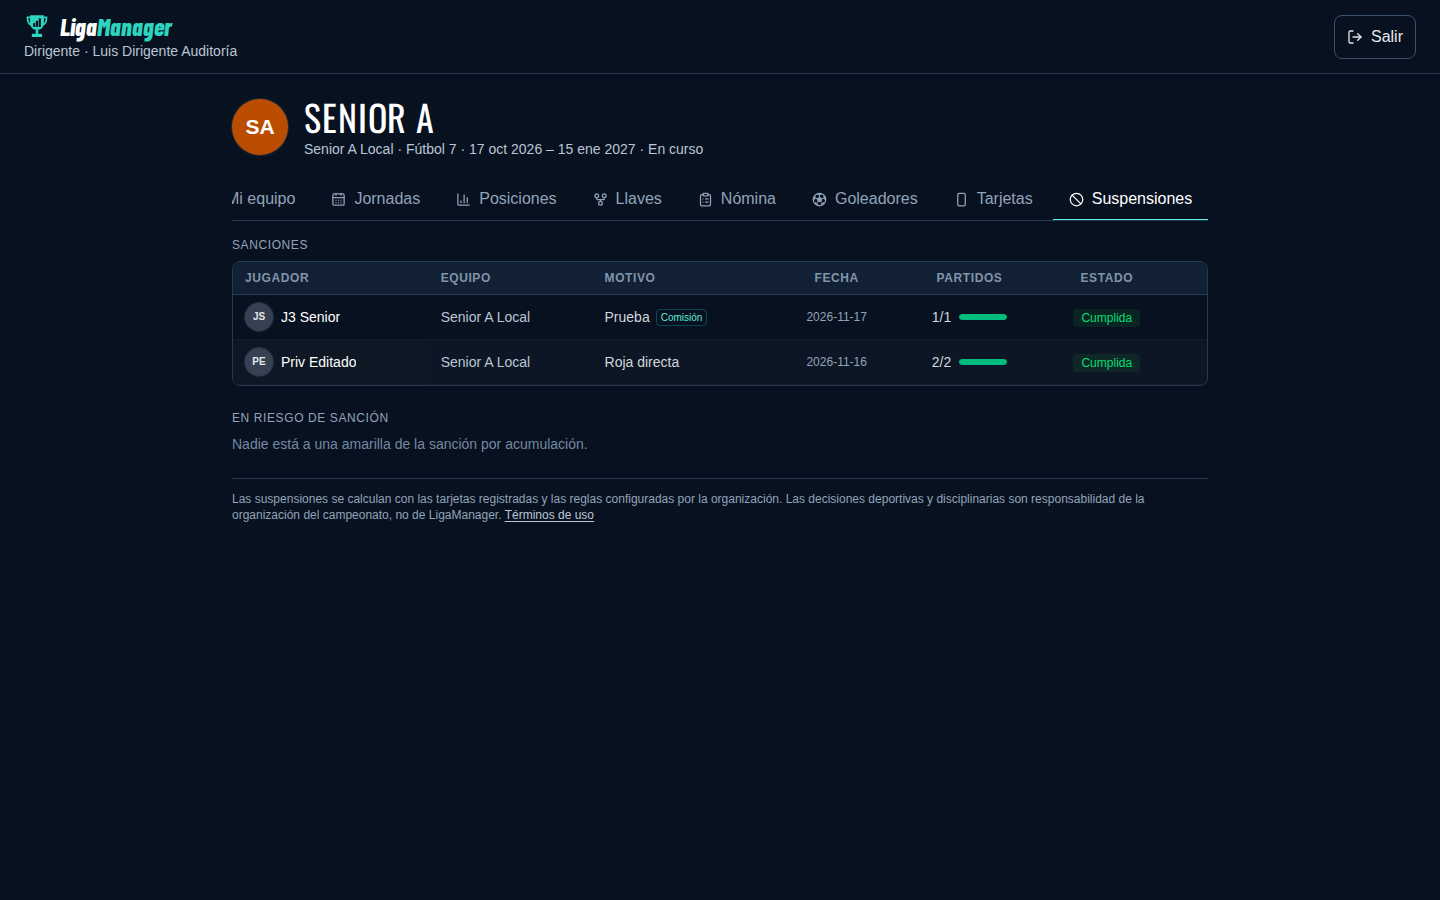 LigaManager
Dirigente · Luis Dirigente Auditoría
Salir
SA
SENIOR A
Senior A Local · Fútbol 7 · 17 oct 2026 – 15 ene 2027 · En curso
Mi equipo Jornadas Posiciones Llaves Nómina Goleadores Tarjetas Suspensiones
SANCIONES
JUGADOR EQUIPO MOTIVO FECHA PARTIDOS ESTADO
JS J3 Senior Senior A Local Prueba Comisión 2026-11-17 1/1 Cumplida
PE Priv Editado Senior A Local Roja directa 2026-11-16 2/2 Cumplida
EN RIESGO DE SANCIÓN
Nadie está a una amarilla de la sanción por acumulación.
Las suspensiones se calculan con las tarjetas registradas y las reglas configuradas por la organización. Las decisiones deportivas y disciplinarias son responsabilidad de la
organización del campeonato, no de LigaManager. Términos de uso